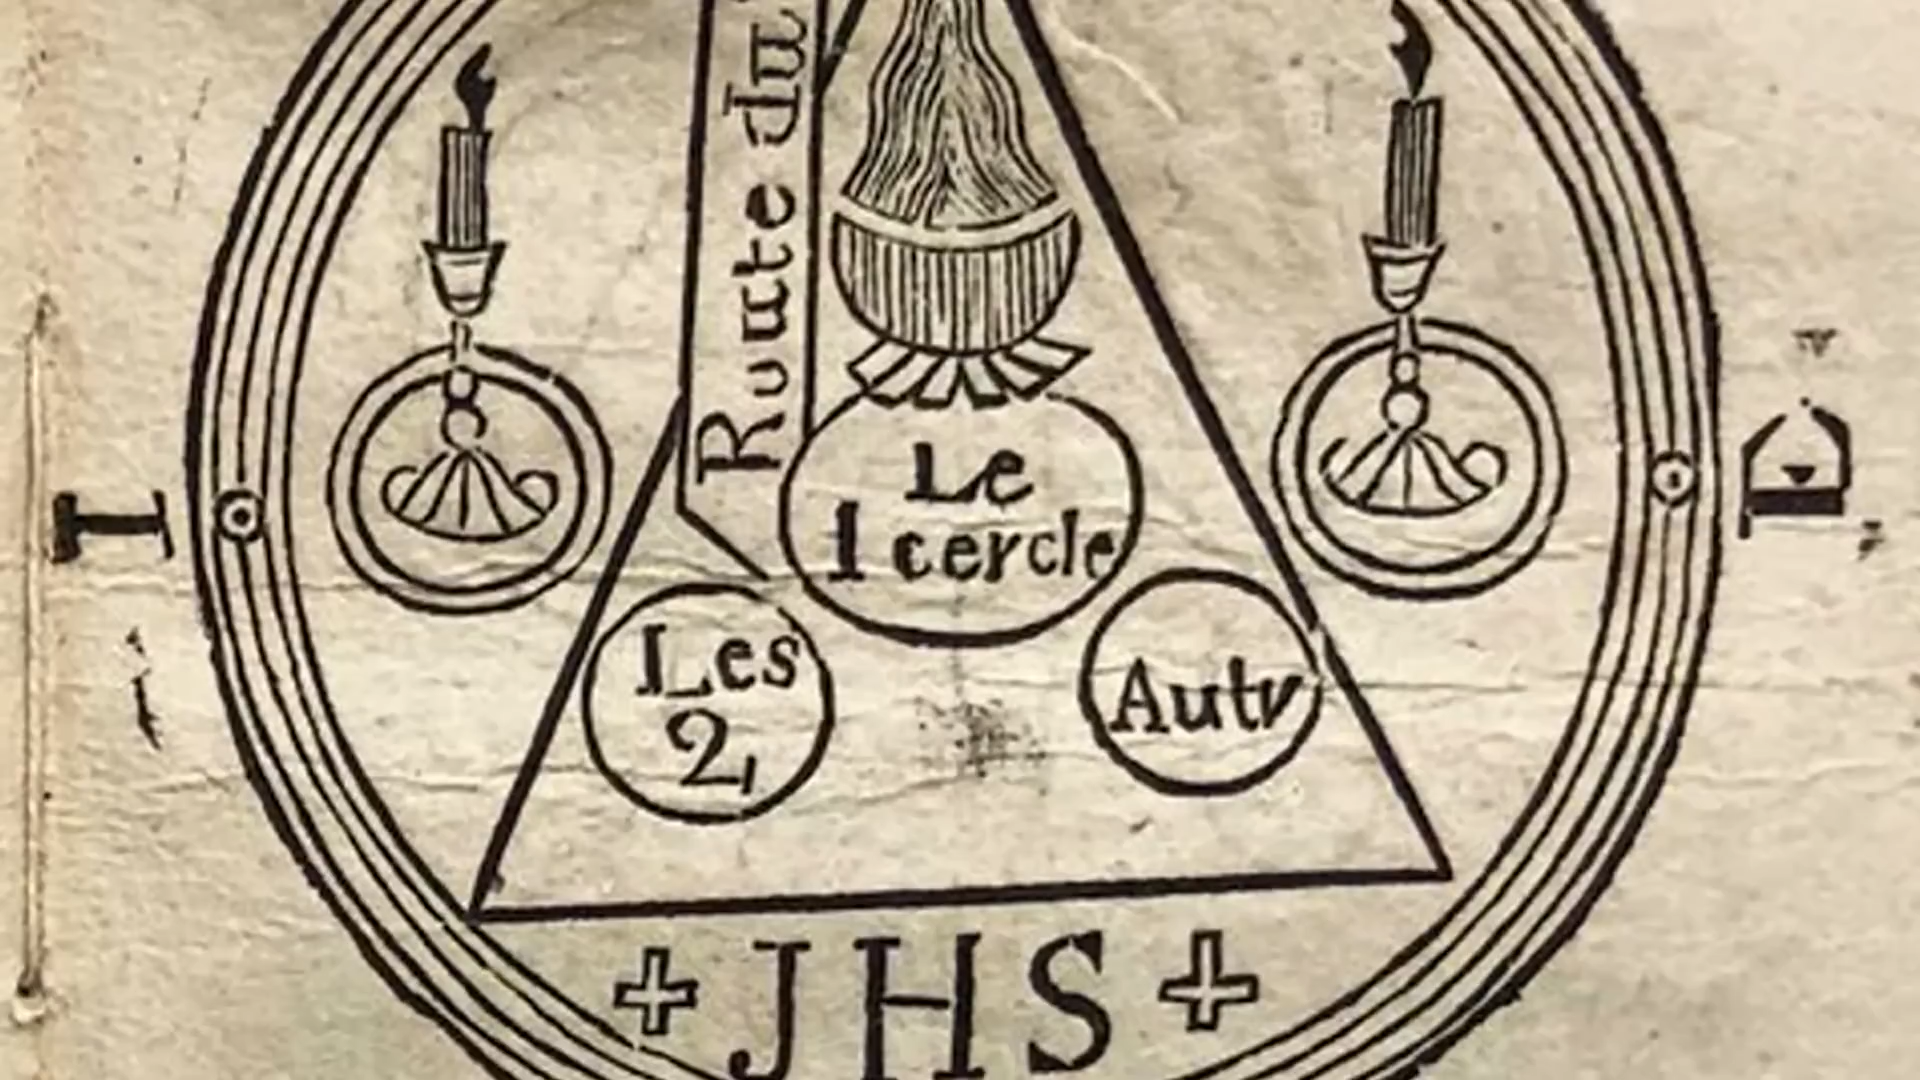 Route du
Le
1 cercle
Les
2
Autr
I
D
+ JHS +